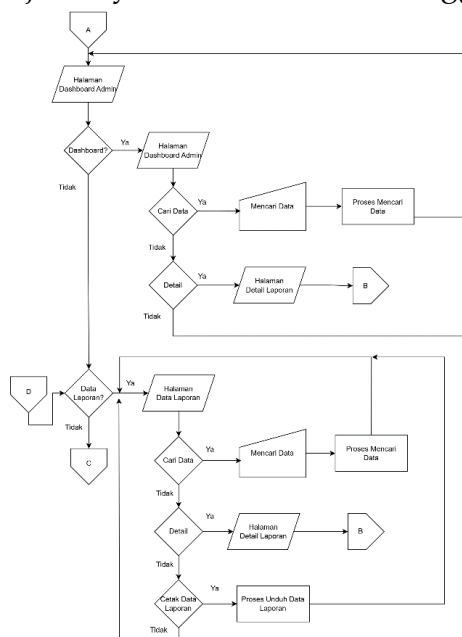 A
Halaman
Dashboard Admin
Dashboard?
Ya
Halaman
Dashboard Admin
Tidak
Cari Data
Ya
Mencari Data
Proses Mencari
Data
Tidak
Detail
Ya
Halaman
Detail Laporan
B
Tidak
D
Data
Laporan?
Ya
Halaman
Data Laporan
Tidak
C
Cari Data
Ya
Mencari Data
Proses Mencari
Data
Tidak
Detail
Ya
Halaman
Detail Laporan
B
Tidak
Cetak Data
Laporan
Ya
Proses Unduh Data
Laporan
Tidak